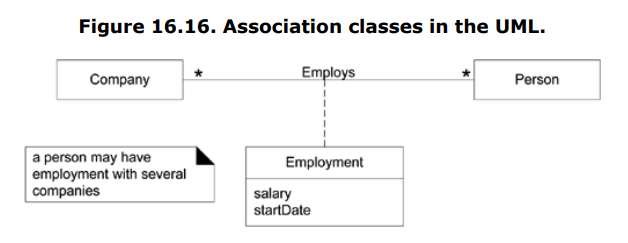 Figure 16.16. Association classes in the UML.
Company
*
Employs
*
Person
a person may have
employment with several
companies
Employment
salary
startDate